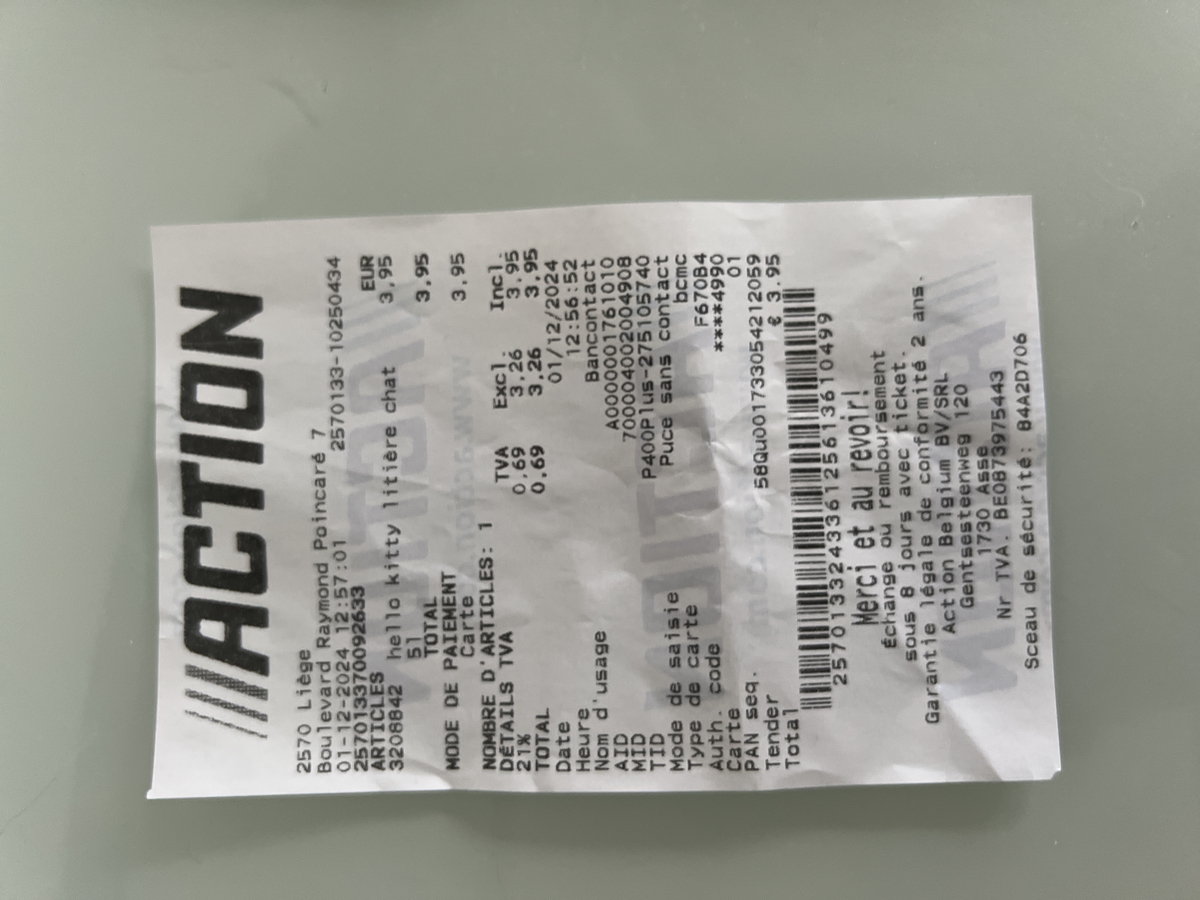 ///ACTION
2570 Liège
Boulevard Raymond Poincaré 7
01-12-2024 12:57:01 2570133-10250434
257013370092633
ARTICLES EUR
3208842 hello kitty litière chat 3,95
51
TOTAL 3,95
MODE DE PAIEMENT
Carte 3,95
NOMBRE D'ARTICLES: 1
DÉTAILS TVA TVA Excl. Incl.
21% 0,69 3,26 3,95
TOTAL 0,69 3,26 3,95
Date 01/12/2024
Heure 12:56:52
Nom d'usage Bancontact
AID A0000001761010
MID 70004002004908
TID P400Plus-275105740
Mode de saisie Puce sans contact
Type de carte bcmc
Auth. code F670B4
Carte ****4990
PAN seq. 01
Tender 58Qu001733054212059
Total € 3.95
2570133243361256136104​99
Merci et au revoir!
Échange ou remboursement
sous 8 jours avec ticket.
Garantie légale de conformité 2 ans.
Action Belgium BV/SRL
Gentsesteenweg 120
1730 Asse
Nr TVA. BE0873975443
Sceau de sécurité: 84A2D706